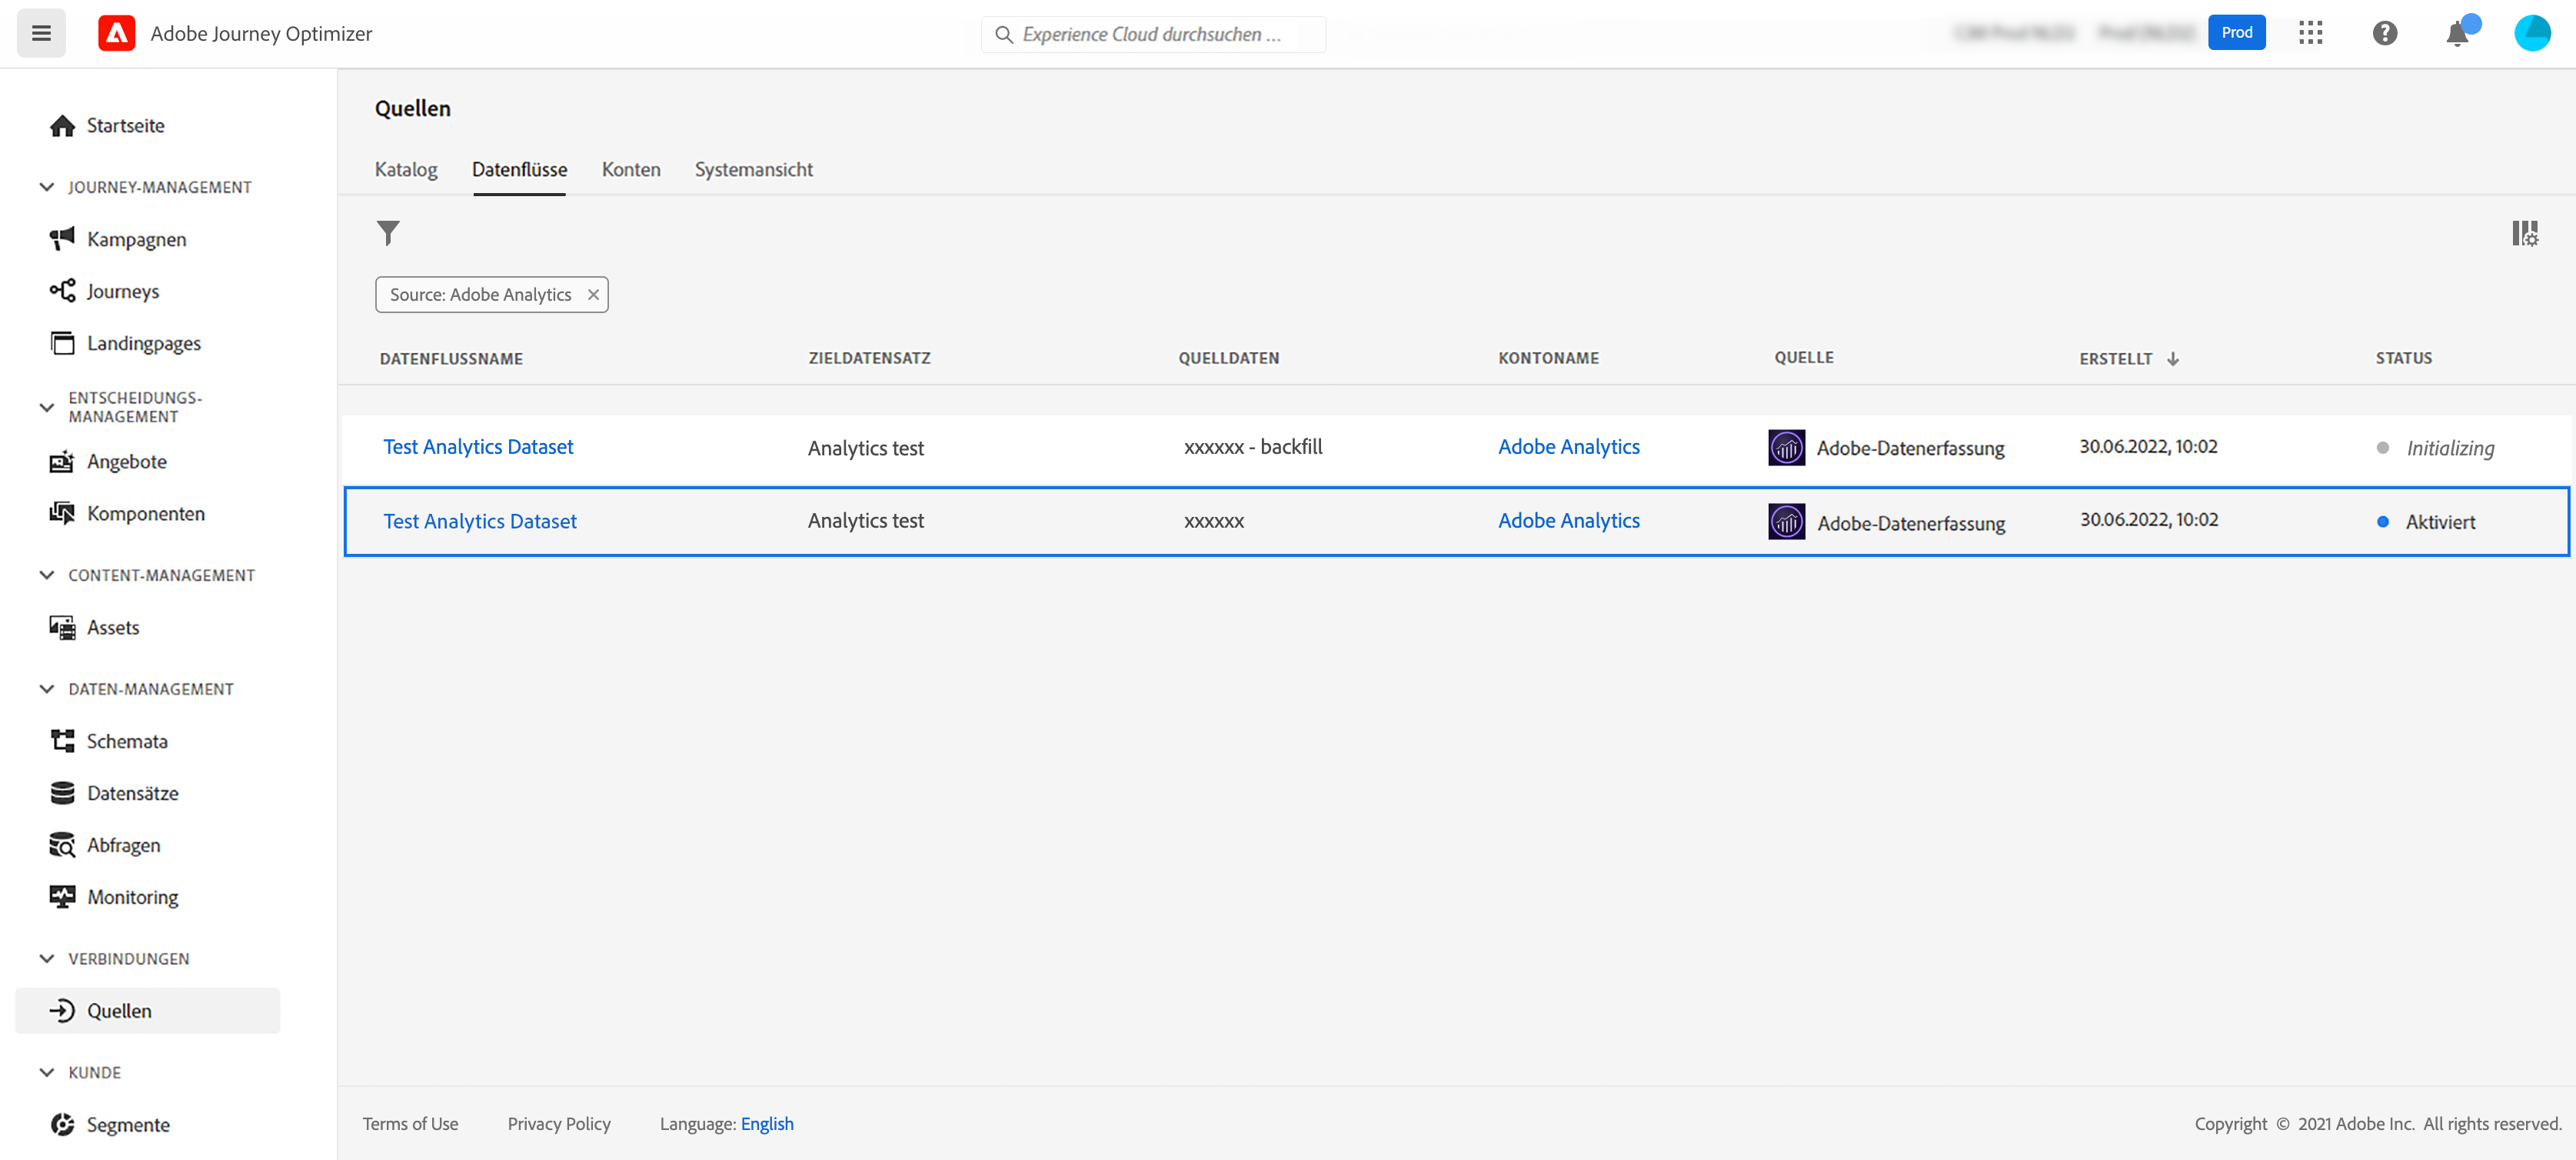 Adobe Journey Optimizer
Experience Cloud durchsuchen ...
Prod
Startseite
JOURNEY-MANAGEMENT
Kampagnen
Journeys
Landingpages
ENTSCHEIDUNGS-
MANAGEMENT
Angebote
Komponenten
CONTENT-MANAGEMENT
Assets
DATEN-MANAGEMENT
Schemata
Datensätze
Abfragen
Monitoring
VERBINDUNGEN
Quellen
KUNDE
Segmente
Quellen
Katalog Datenflüsse Konten Systemansicht
Source: Adobe Analytics
DATENFLUSSNAME ZIELDATENSATZ QUELLDATEN KONTONAME QUELLE ERSTELLT STATUS
Test Analytics Dataset Analytics test xxxxxx - backfill Adobe Analytics Adobe-Datenerfassung 30.06.2022, 10:02 Initializing
Test Analytics Dataset Analytics test xxxxxx Adobe Analytics Adobe-Datenerfassung 30.06.2022, 10:02 Aktiviert
Terms of Use Privacy Policy Language: English Copyright © 2021 Adobe Inc. All rights reserved.